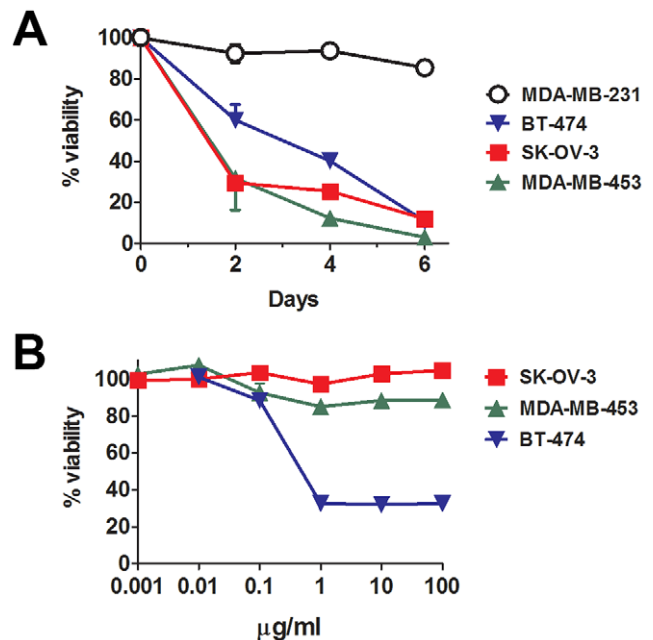 A
% viability
100
80
60
40
20
0
0 2 4 6
Days
MDA-MB-231
BT-474
SK-OV-3
MDA-MB-453
B
% viability
100
80
60
40
20
0
0.001 0.01 0.1 1 10 100
μg/ml
SK-OV-3
MDA-MB-453
BT-474